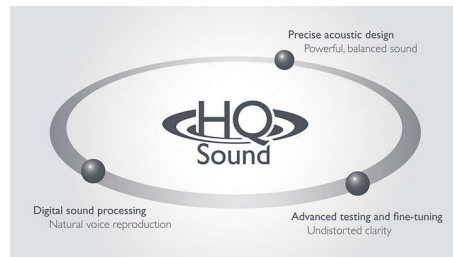 Precise acoustic design
Powerful, balanced sound
HQ
Sound
Digital sound processing
Natural voice reproduction
Advanced testing and fine-tuning
Undistorted clarity